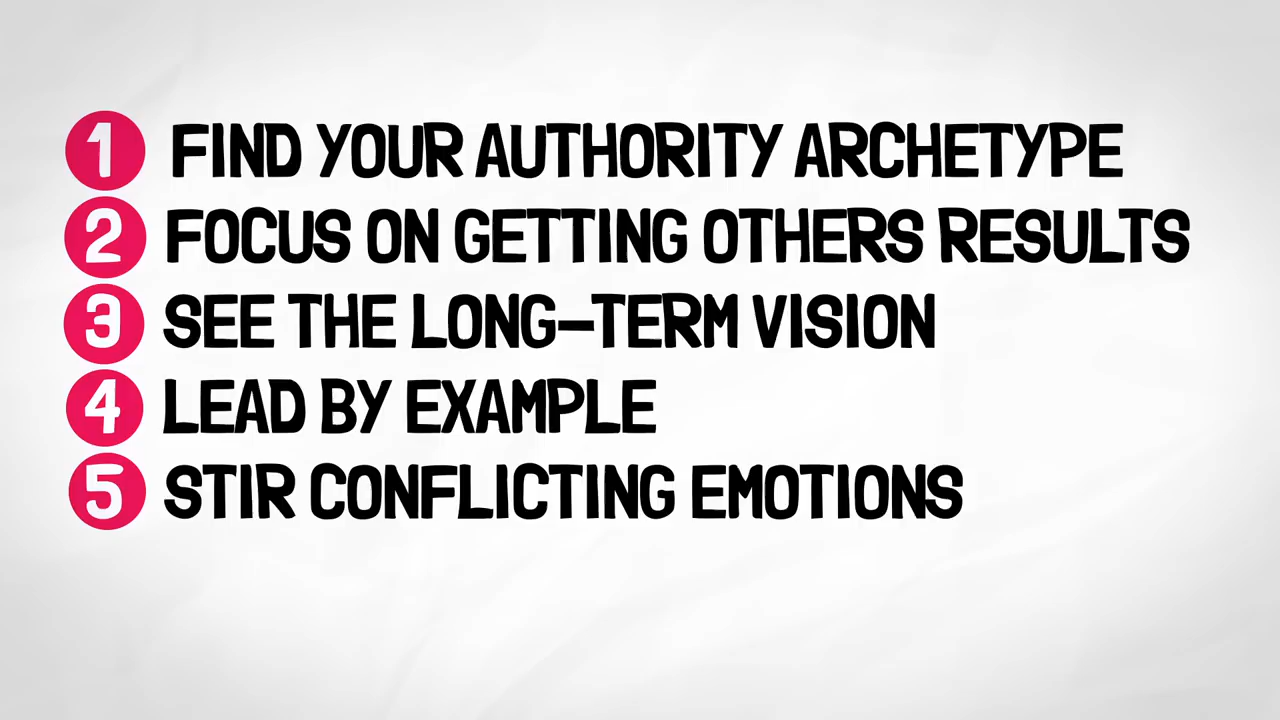 1 FIND YOUR AUTHORITY ARCHETYPE
2 FOCUS ON GETTING OTHERS RESULTS
3 SEE THE LONG-TERM VISION
4 LEAD BY EXAMPLE
5 STIR CONFLICTING EMOTIONS